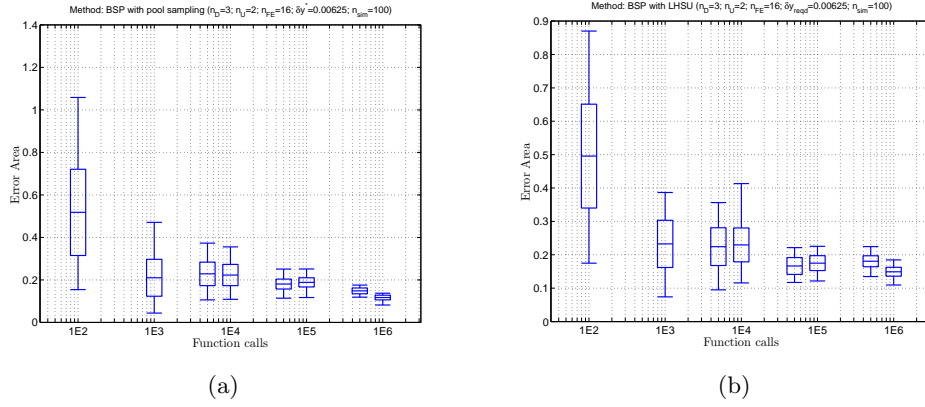 Method: BSP with pool sampling (n_D=3; n_U=2; n_FE=16; δy*=0.00625; n_sim=100)
1.4
1.2
1
0.8
0.6
0.4
0.2
0
Error Area
1E2 1E3 1E4 1E5 1E6
Function calls
(a)
Method: BSP with LHSU (n_D=3; n_U=2; n_FE=16; δy_reqd=0.00625; n_sim=100)
0.9
0.8
0.7
0.6
0.5
0.4
0.3
0.2
0.1
0
Error Area
1E2 1E3 1E4 1E5 1E6
Function calls
(b)